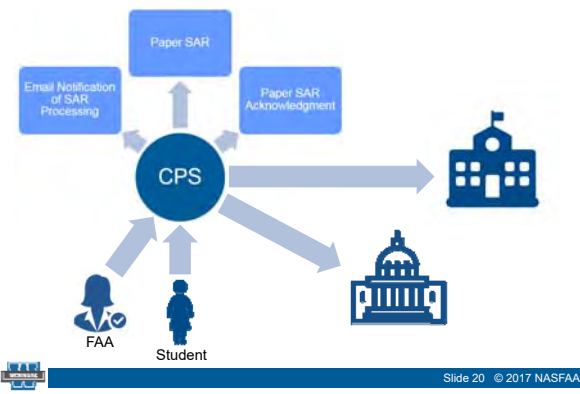 Paper SAR
Email Notification
of SAR
Processing
Paper SAR
Acknowledgment
CPS
FAA
Student
Slide 20 © 2017 NASFAA